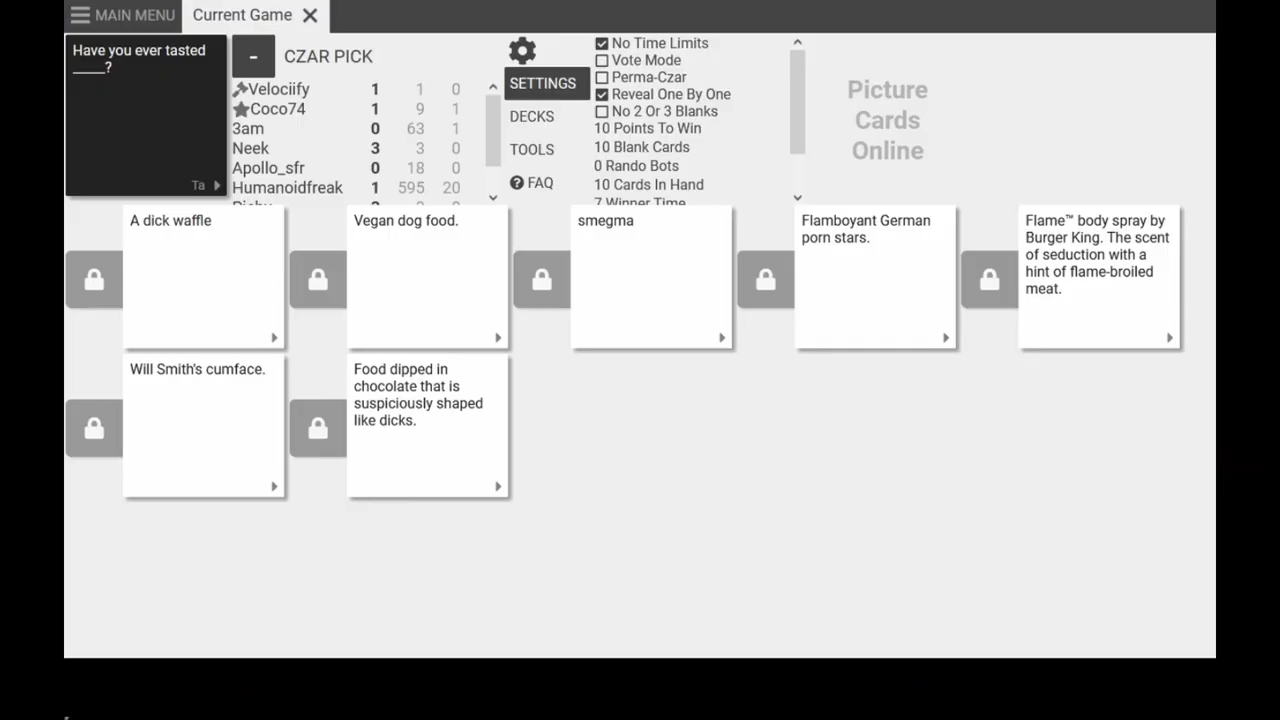 MAIN MENU
Current Game
Have you ever tasted
____?
Ta
-
CZAR PICK
Velociify 1 1 0
Coco74 1 9 1
3am 0 63 1
Neek 3 3 0
Apollo_sfr 0 18 0
Humanoidfreak 1 595 20
SETTINGS
DECKS
TOOLS
FAQ
No Time Limits
Vote Mode
Perma-Czar
Reveal One By One
No 2 Or 3 Blanks
10 Points To Win
10 Blank Cards
0 Rando Bots
10 Cards In Hand
7 Winner Time
Picture
Cards
Online
A dick waffle
Vegan dog food.
smegma
Flamboyant German
porn stars.
Flame™ body spray by
Burger King. The scent
of seduction with a
hint of flame-broiled
meat.
Will Smith's cumface.
Food dipped in
chocolate that is
suspiciously shaped
like dicks.